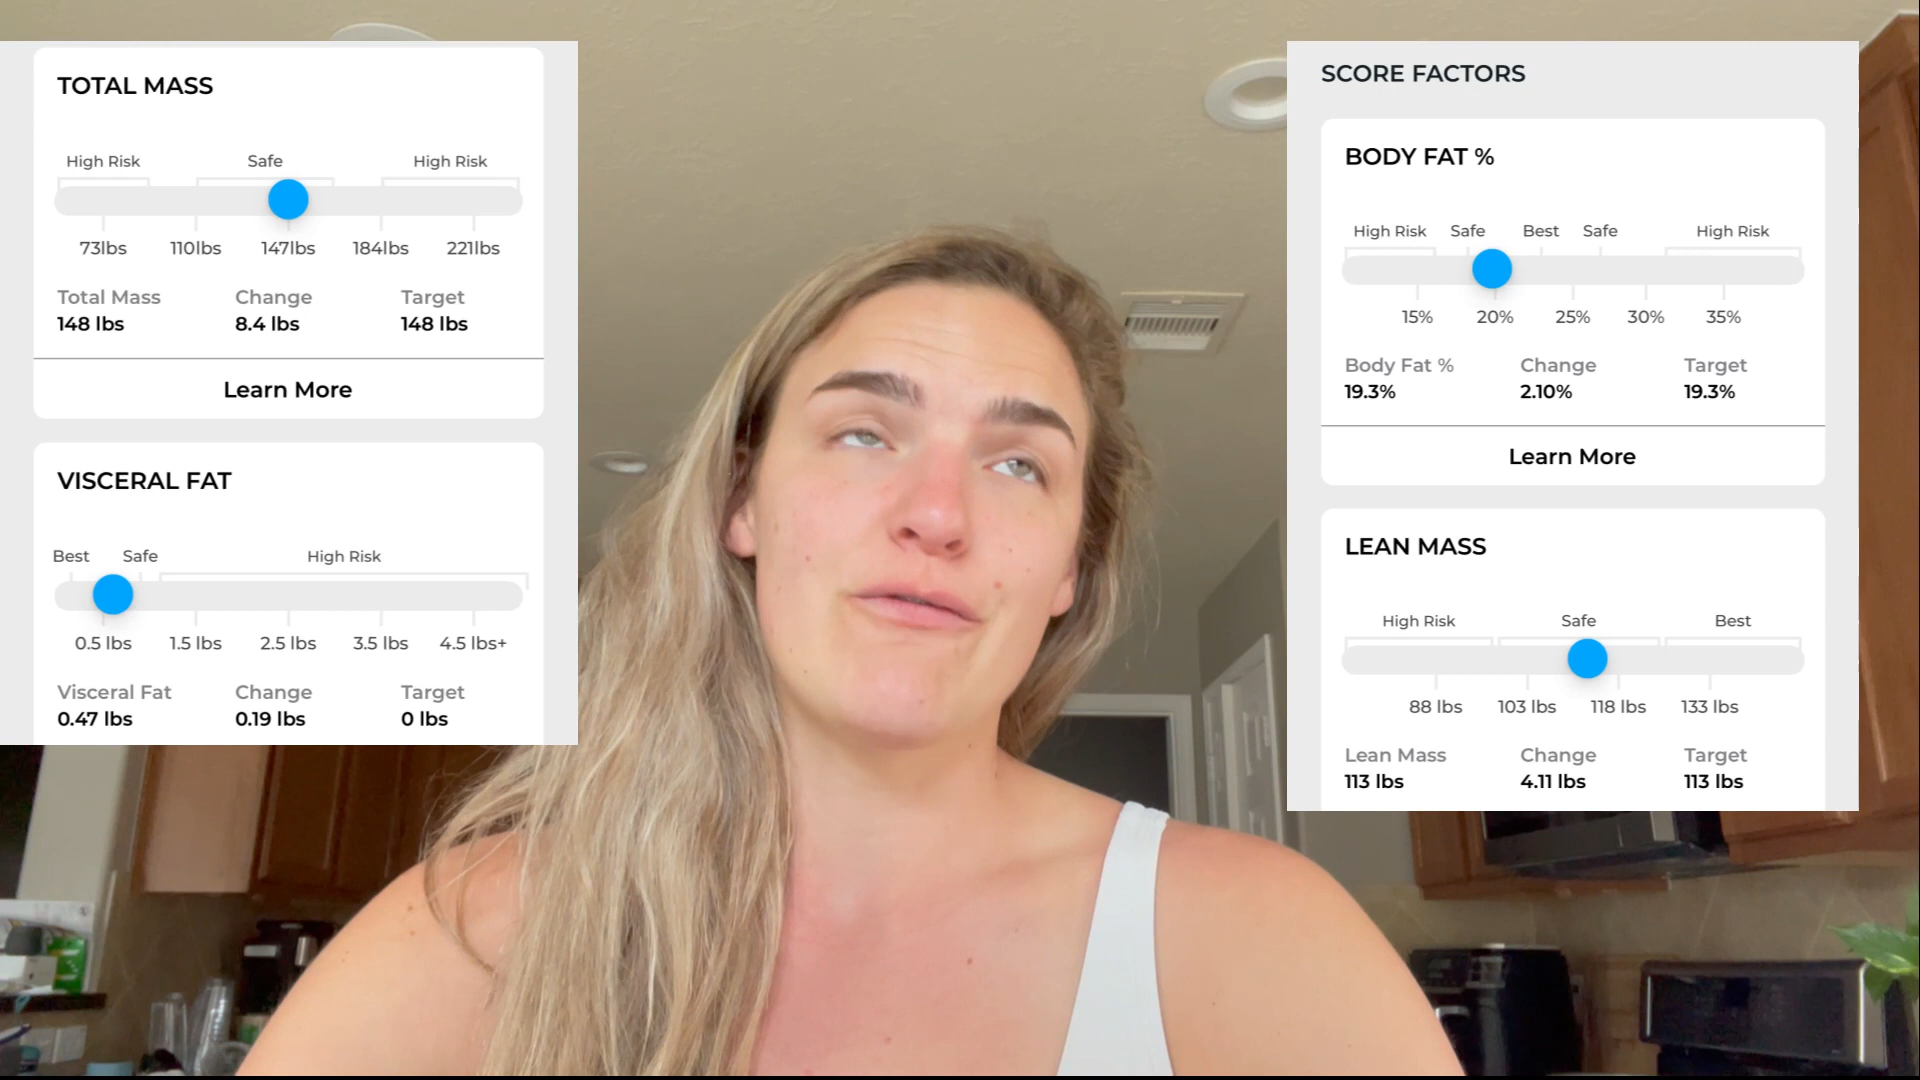 TOTAL MASS
High Risk Safe High Risk
73lbs 110lbs 147lbs 184lbs 221lbs
Total Mass Change Target
148 lbs 8.4 lbs 148 lbs
Learn More
VISCERAL FAT
Best Safe High Risk
0.5 lbs 1.5 lbs 2.5 lbs 3.5 lbs 4.5 lbs+
Visceral Fat Change Target
0.47 lbs 0.19 lbs 0 lbs
SCORE FACTORS
BODY FAT %
High Risk Safe Best Safe High Risk
15% 20% 25% 30% 35%
Body Fat % Change Target
19.3% 2.10% 19.3%
Learn More
LEAN MASS
High Risk Safe Best
88 lbs 103 lbs 118 lbs 133 lbs
Lean Mass Change Target
113 lbs 4.11 lbs 113 lbs